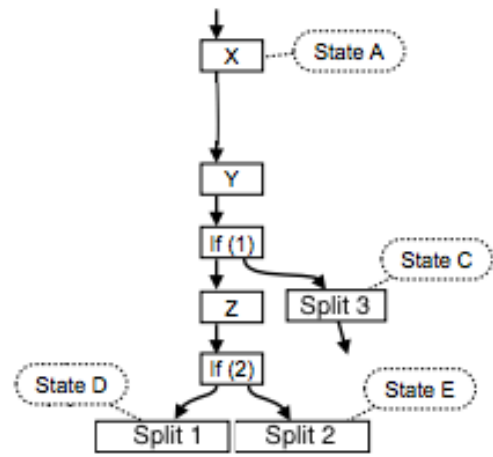 X
State A
Y
If (1)
State C
Z
Split 3
If (2)
State D
State E
Split 1
Split 2